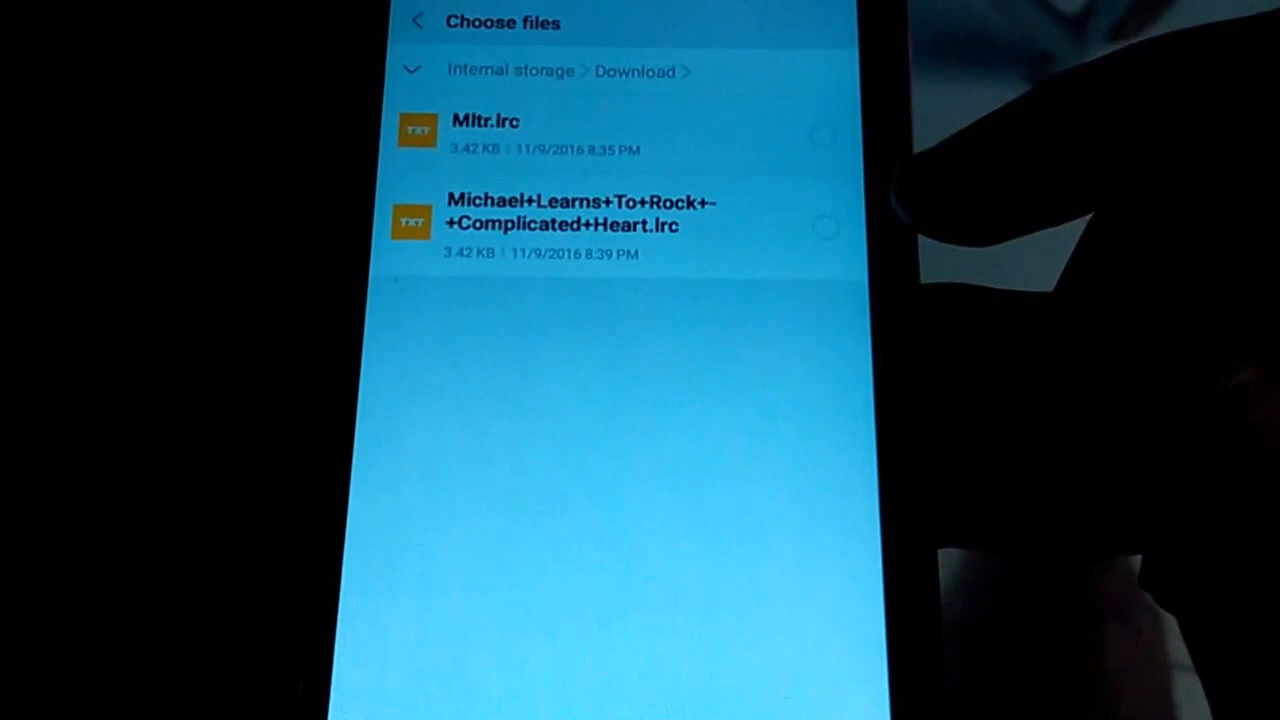 Choose files
Internal storage > Download >
TXT
Mltr.lrc
3.42 KB | 11/9/2016 8:35 PM
TXT
Michael+Learns+To+Rock+-
+Complicated+Heart.lrc
3.42 KB | 11/9/2016 8:39 PM